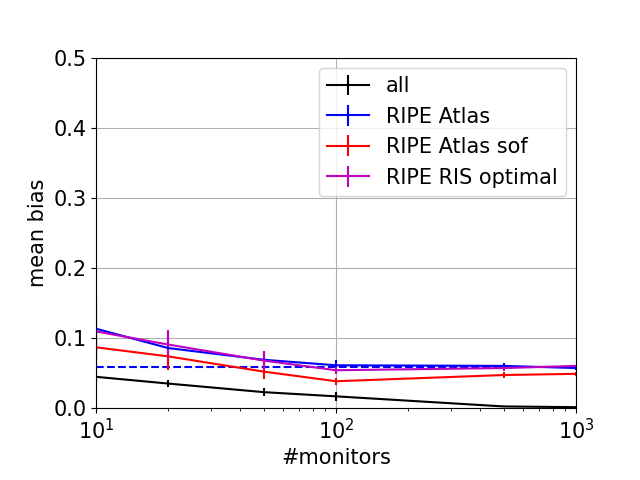 0.5
0.4
0.3
0.2
0.1
0.0
mean bias
10¹
10²
10³
#monitors
all
RIPE Atlas
RIPE Atlas sof
RIPE RIS optimal